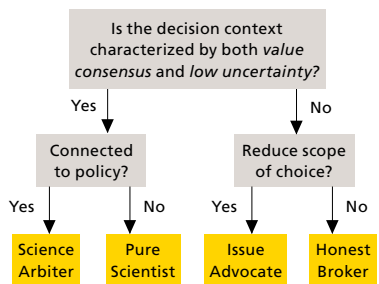 Is the decision context
characterized by both value
consensus and low uncertainty?
Yes
No
Connected
to policy?
Reduce scope
of choice?
Yes
No
Yes
No
Science
Arbiter
Pure
Scientist
Issue
Advocate
Honest
Broker